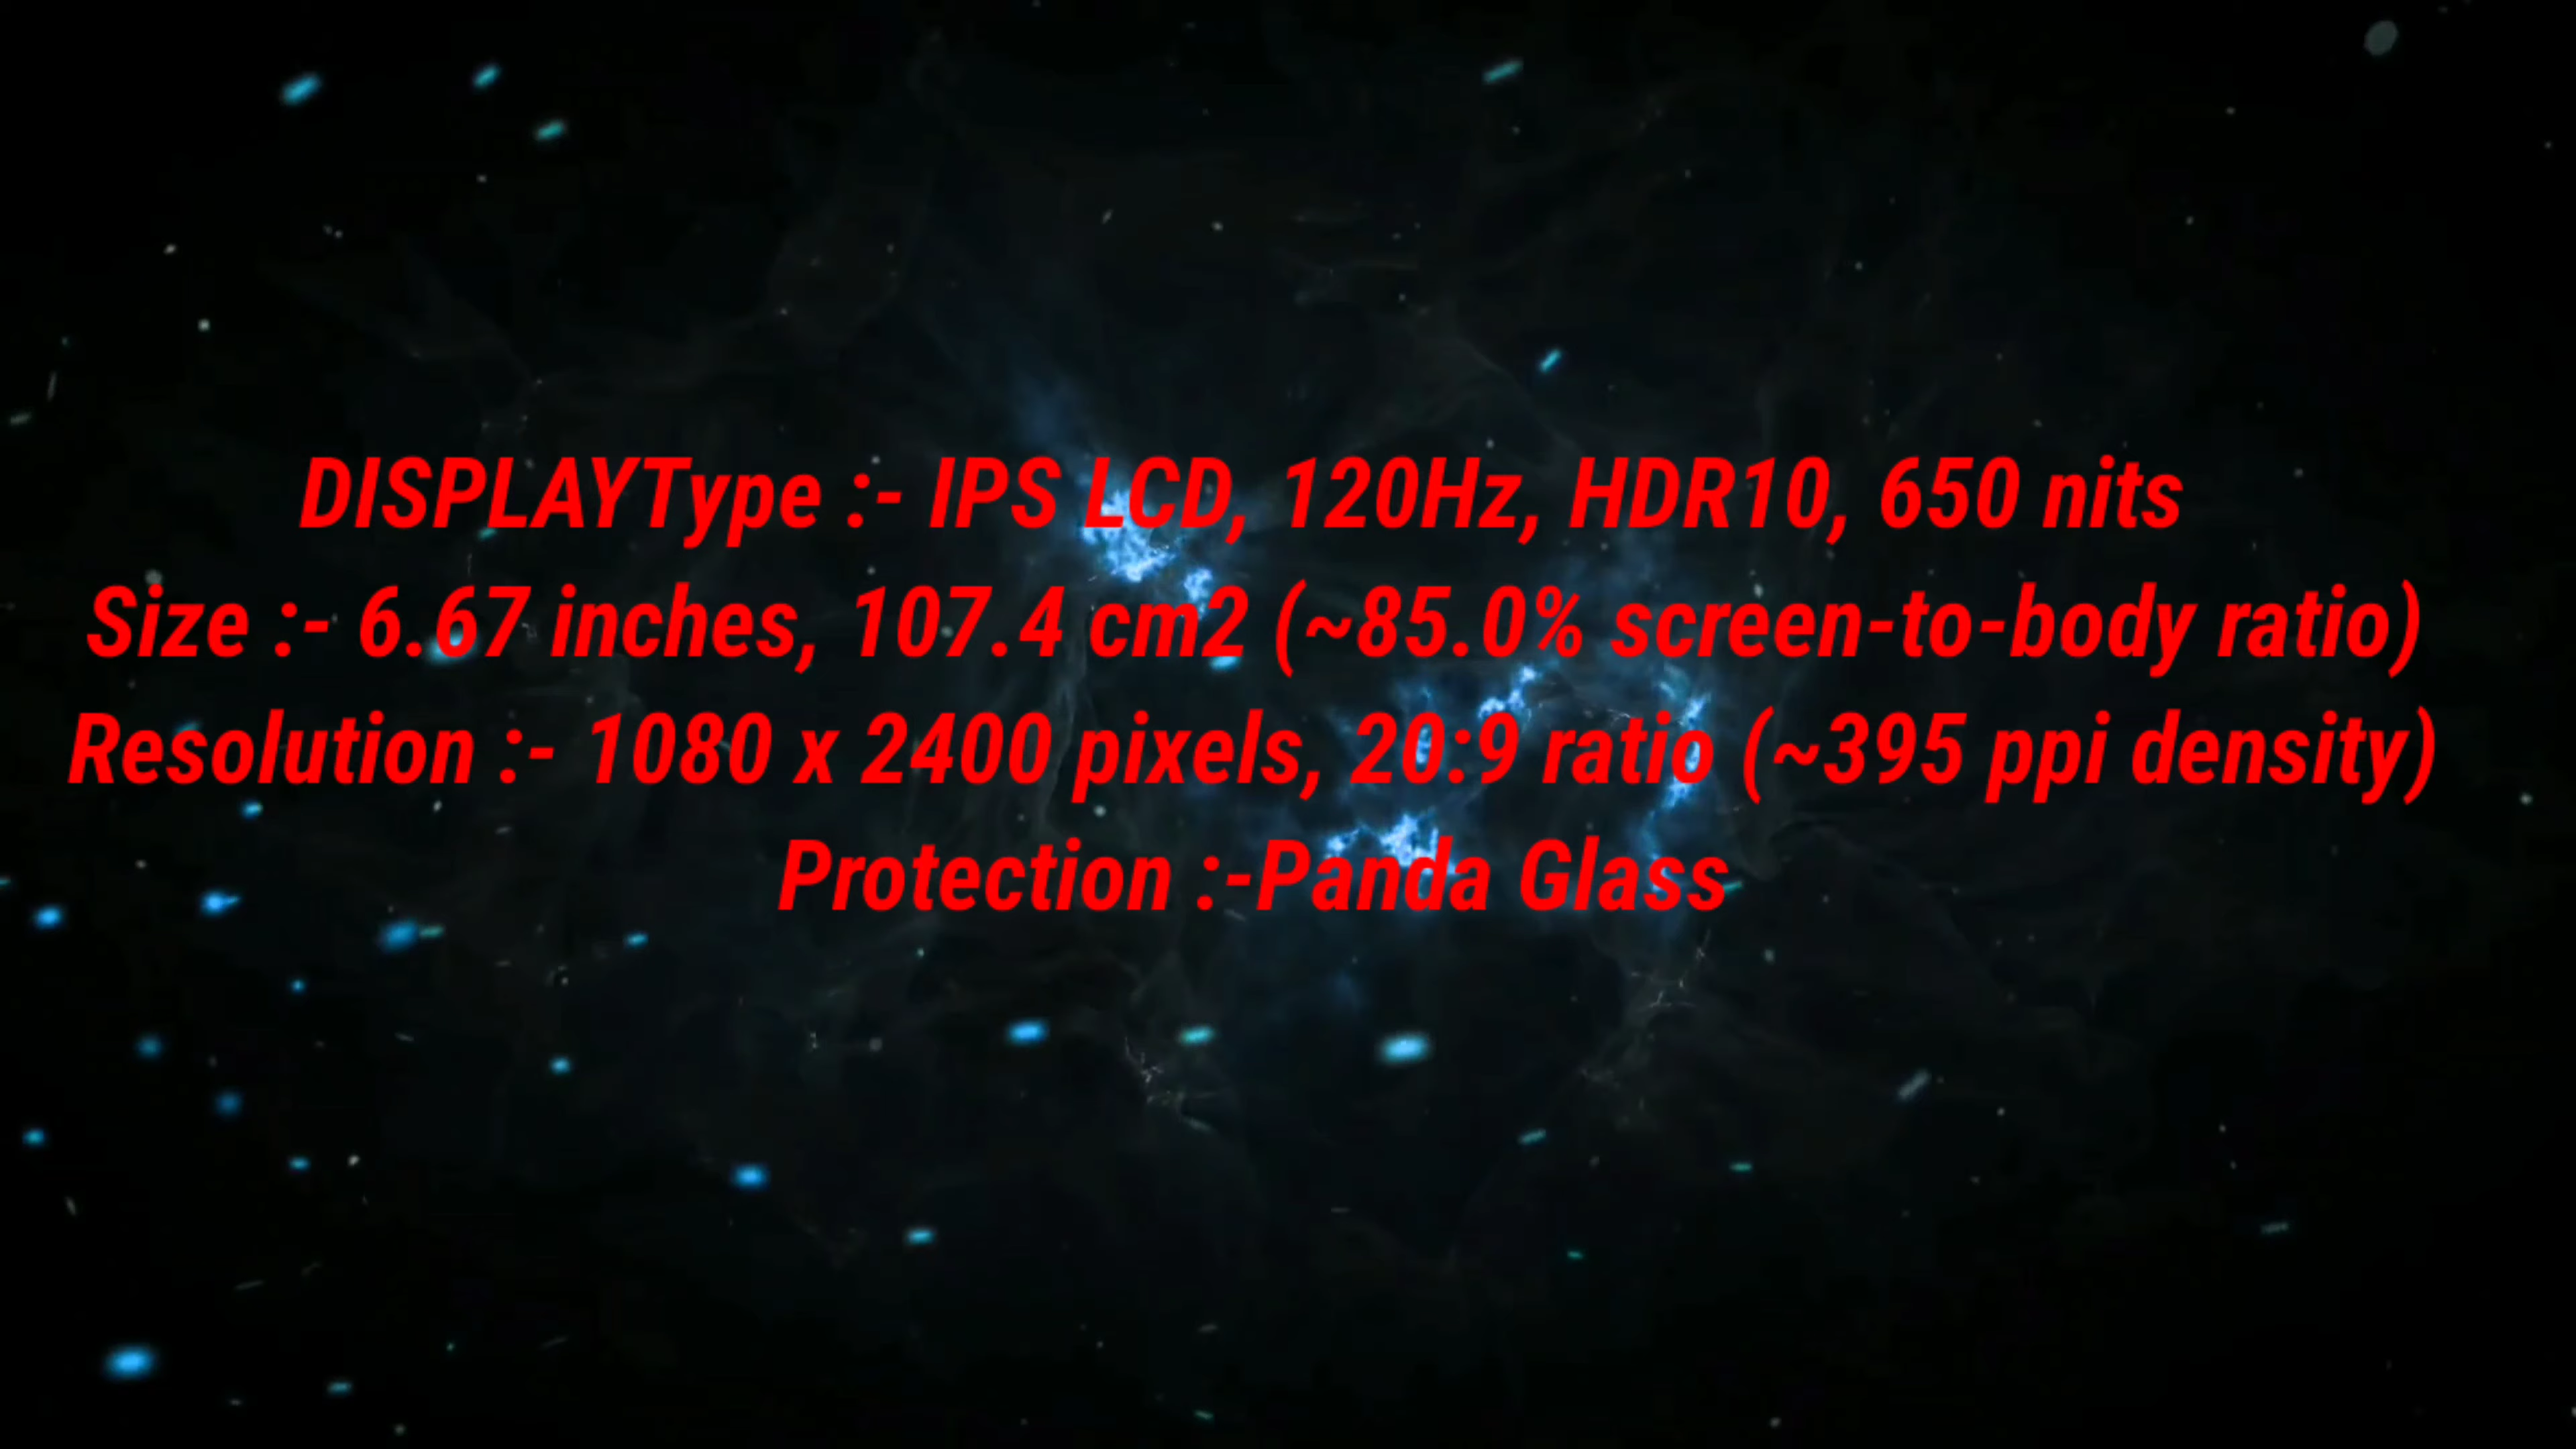 DISPLAYType :- IPS LCD, 120Hz, HDR10, 650 nits
Size :- 6.67 inches, 107.4 cm2 (~85.0% screen-to-body ratio)
Resolution :- 1080 x 2400 pixels, 20:9 ratio (~395 ppi density)
Protection :-Panda Glass